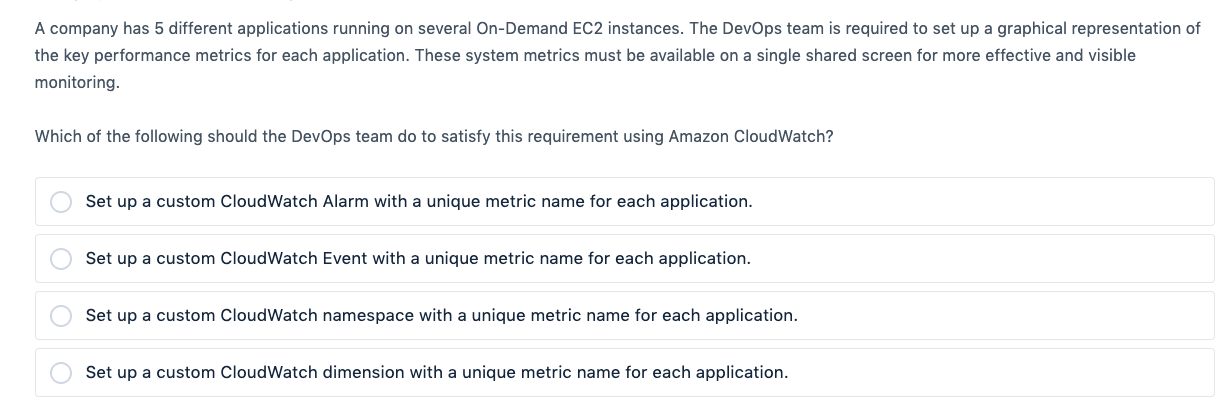 A company has 5 different applications running on several On-Demand EC2 instances. The DevOps team is required to set up a graphical representation of
the key performance metrics for each application. These system metrics must be available on a single shared screen for more effective and visible
monitoring.
Which of the following should the DevOps team do to satisfy this requirement using Amazon CloudWatch?
Set up a custom CloudWatch Alarm with a unique metric name for each application.
Set up a custom CloudWatch Event with a unique metric name for each application.
Set up a custom CloudWatch namespace with a unique metric name for each application.
Set up a custom CloudWatch dimension with a unique metric name for each application.